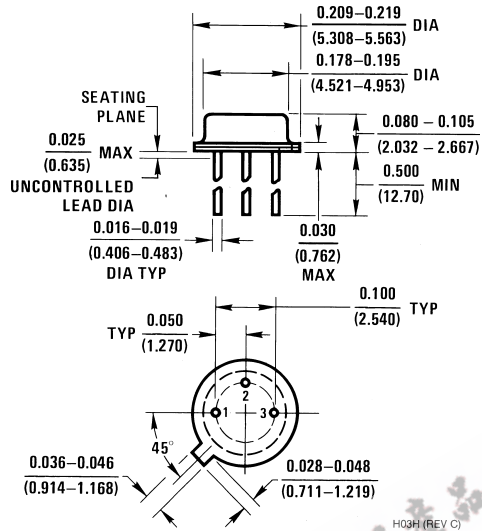 0.209–0.219 DIA
(5.308–5.563)
0.178–0.195 DIA
(4.521–4.953)
SEATING
PLANE
0.080 – 0.105
(2.032 – 2.667)
0.025 MAX
(0.635)
0.500 MIN
(12.70)
UNCONTROLLED
LEAD DIA
0.016–0.019
(0.406–0.483)
DIA TYP
0.030
(0.762)
MAX
0.100 TYP
(2.540)
TYP 0.050
(1.270)
2
1
3
45°
0.036–0.046
(0.914–1.168)
0.028–0.048
(0.711–1.219)
H03H (REV C)